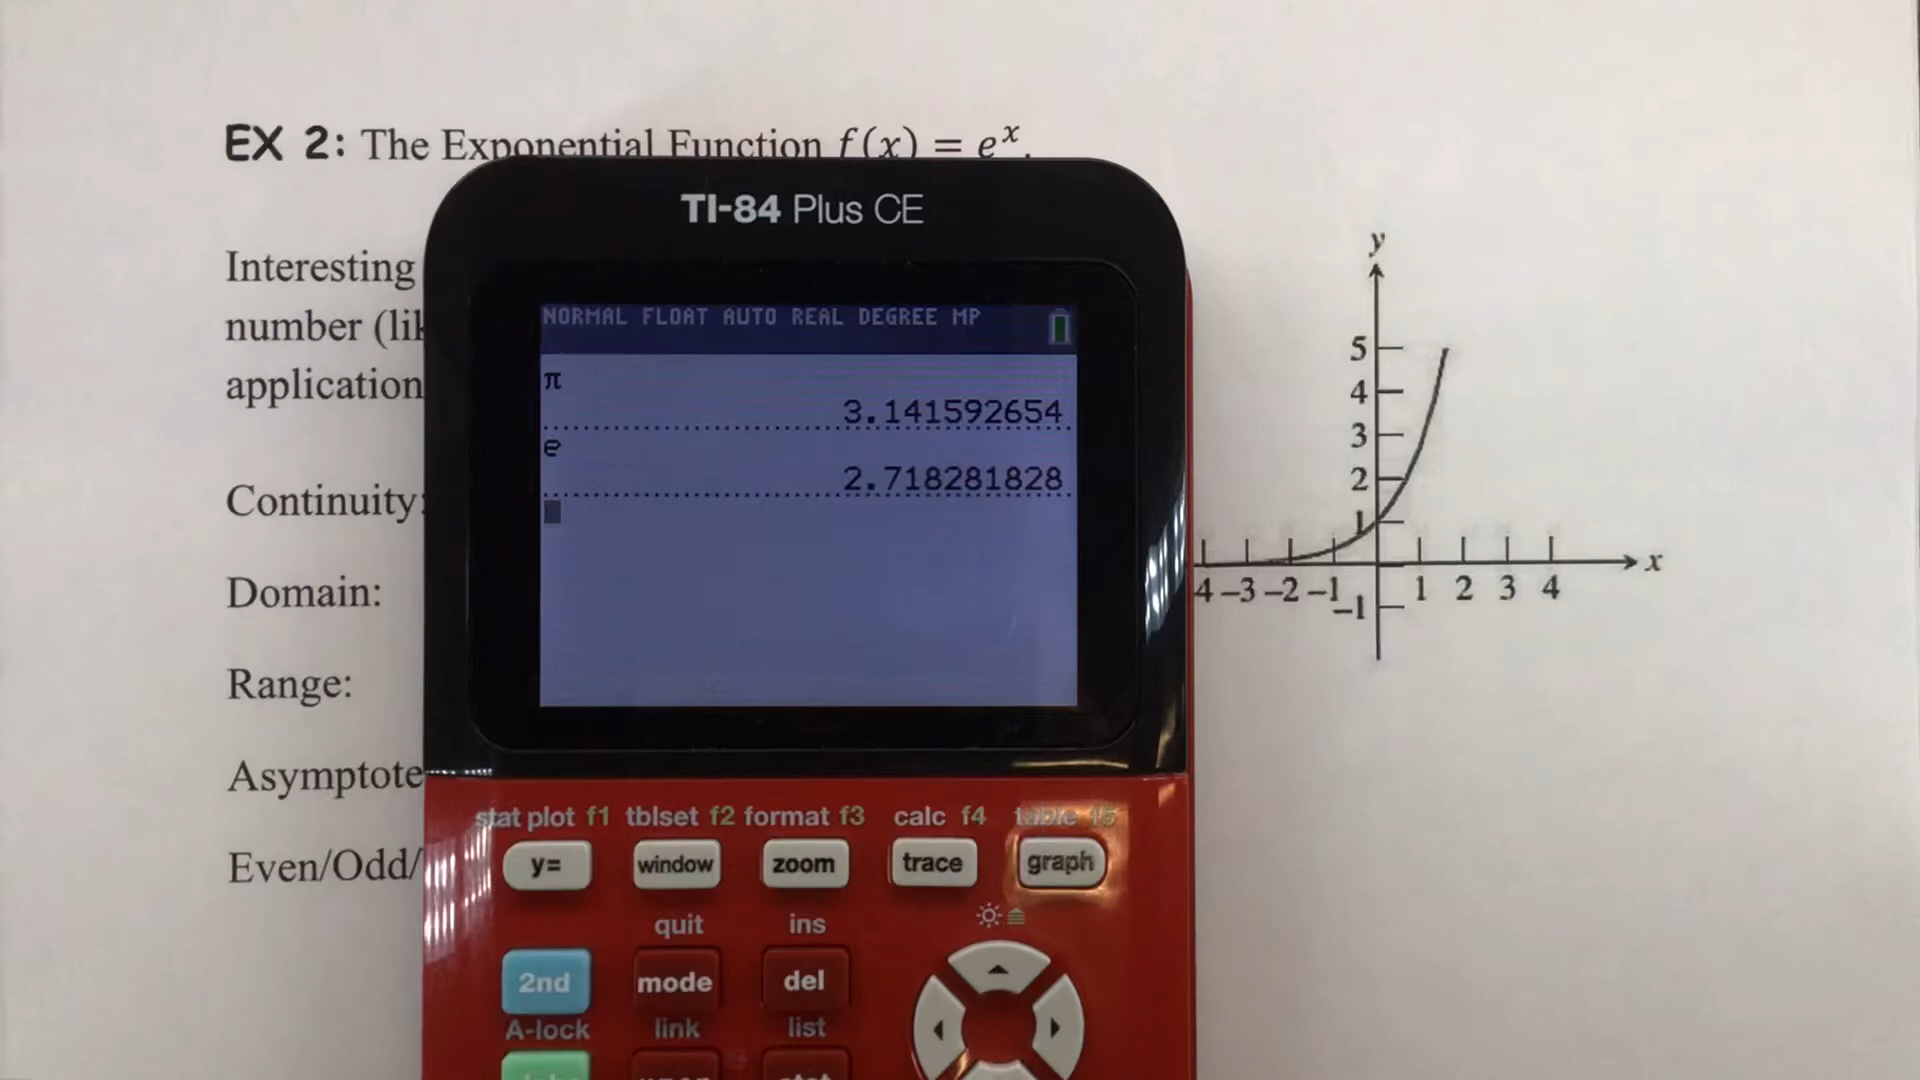 EX 2: The Exponential Function f(x) = e^x.
TI-84 Plus CE
Interesting
number (lik
application
Continuity:
Domain:
Range:
Asymptote
Even/Odd/
NORMAL FLOAT AUTO REAL DEGREE MP
π
3.141592654
e
2.718281828
y
5
4
3
2
1
x
4 -3 -2 -1 1 2 3 4
-1
stat plot f1 tblset f2 format f3 calc f4 table f5
y= window zoom trace graph
quit ins
2nd mode del
A-lock link list